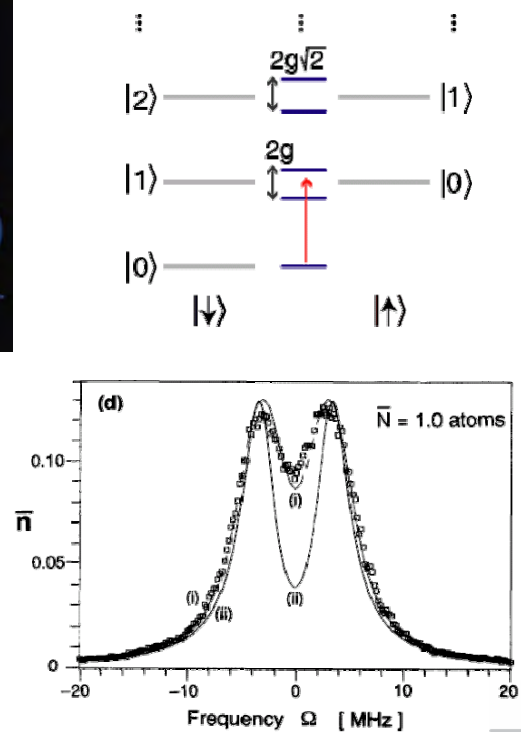 2g√2
|2⟩ |1⟩
2g
|1⟩ |0⟩
|0⟩
|↓⟩ |↑⟩
(d)
N̄ = 1.0 atoms
0.10
n̄
(i)
0.05
(i) (ii) (ii)
0
−20 −10 0 10 20
Frequency Ω [MHz]